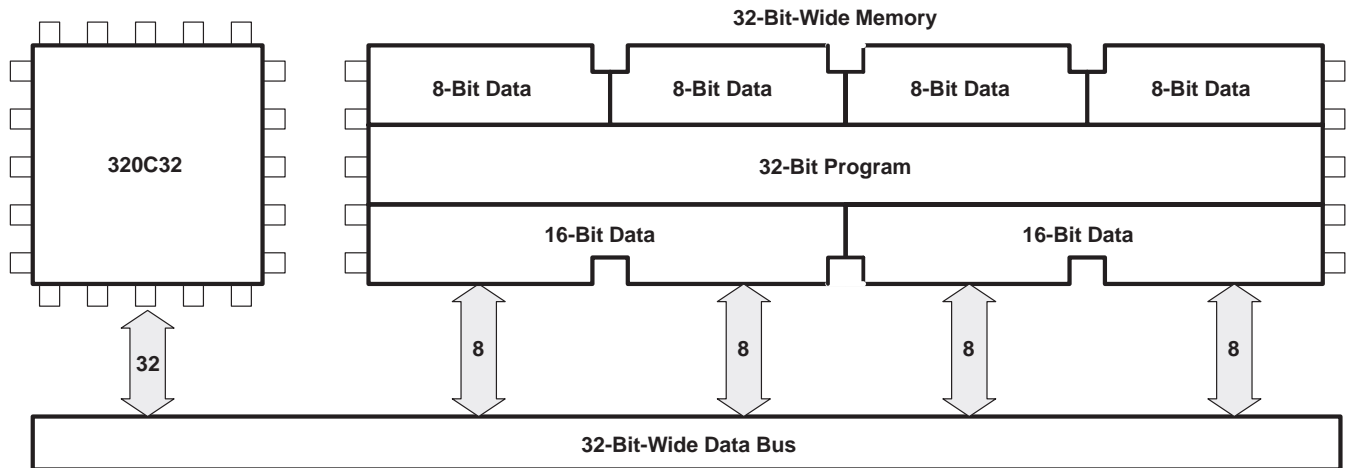 32-Bit-Wide Memory
8-Bit Data 8-Bit Data 8-Bit Data 8-Bit Data
320C32 32-Bit Program
16-Bit Data 16-Bit Data
32 8 8 8 8
32-Bit-Wide Data Bus